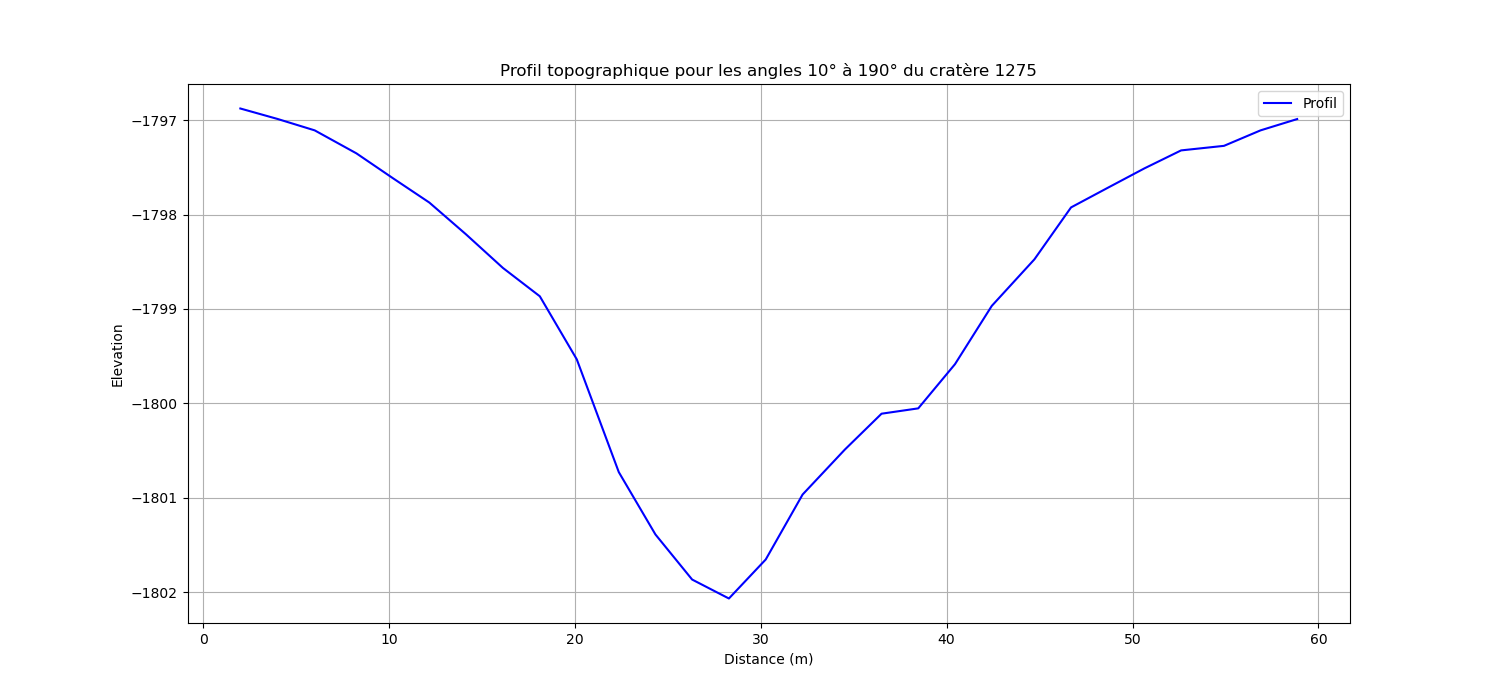 Profil topographique pour les angles 10° à 190° du cratère 1275
Profil
−1797
−1798
−1799
−1800
−1801
−1802
Elevation
0 10 20 30 40 50 60
Distance (m)